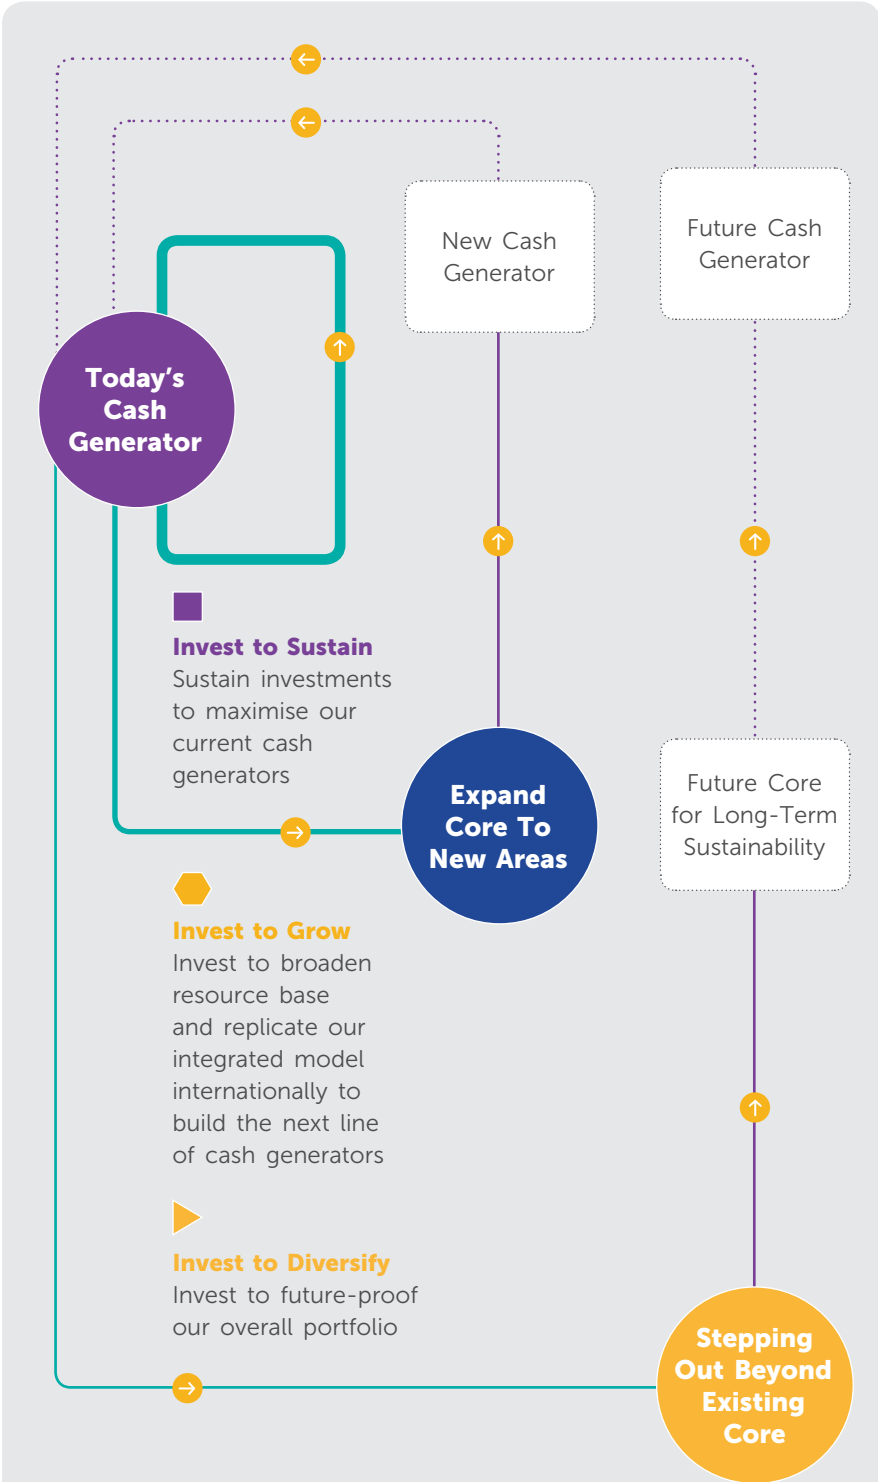 New Cash
Generator
Future Cash
Generator
Today's
Cash
Generator
Invest to Sustain
Sustain investments
to maximise our
current cash
generators
Expand
Core To
New Areas
Future Core
for Long-Term
Sustainability
Invest to Grow
Invest to broaden
resource base
and replicate our
integrated model
internationally to
build the next line
of cash generators
Invest to Diversify
Invest to future-proof
our overall portfolio
Stepping
Out Beyond
Existing
Core